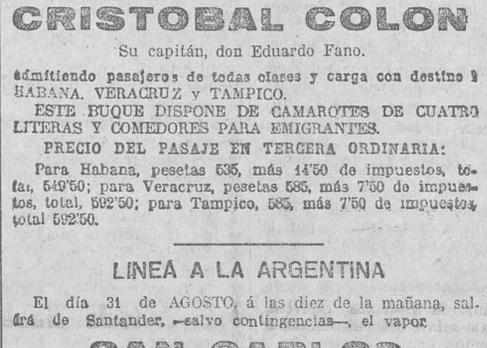 CRISTOBAL COLON
Su capitán, don Eduardo Fano.
admitiendo pasajeros de todas clases y carga con destino á
HABANA, VERACRUZ y TAMPICO.
ESTE BUQUE DISPONE DE CAMAROTES DE CUATRO
LITERAS Y COMEDORES PARA EMIGRANTES.
PRECIO DEL PASAJE EN TERCERA ORDINARIA:
Para Habana, pesetas 535, más 14'50 de impuestos, to-
tal, 549'50; para Veracruz, pesetas 585, más 7'50 de impues-
tos, total, 592'50; para Tampico, 585, más 7'50 de impuestos,
total 592'50.
LINEA A LA ARGENTINA
El día 31 de AGOSTO, á las diez de la mañana, sal-
drá de Santander, —salvo contingencias—, el vapor
SAN CARLOS